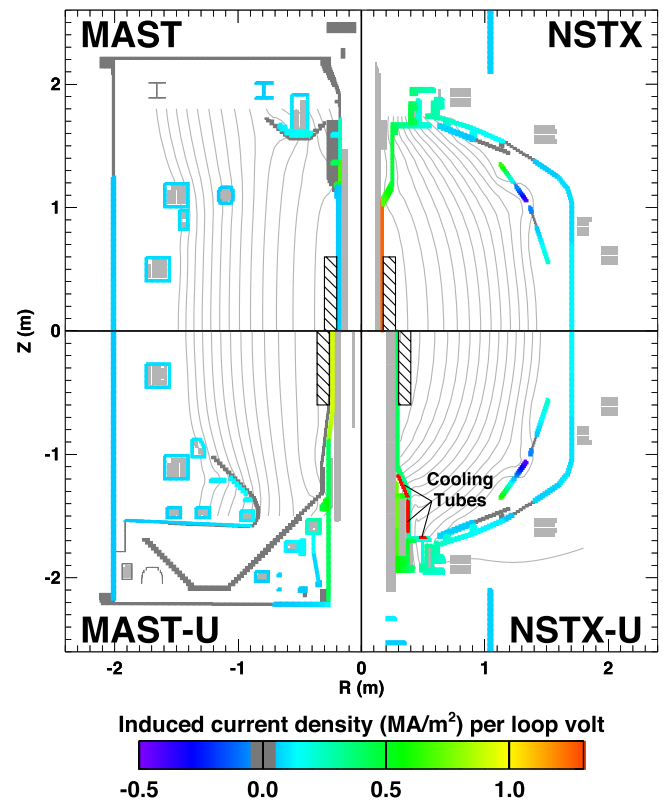 MAST NSTX
2
1
0
-1
-2
Z (m)
Cooling
Tubes
MAST-U NSTX-U
-2 -1 0 1 2
R (m)
Induced current density (MA/m²) per loop volt
-0.5 0.0 0.5 1.0